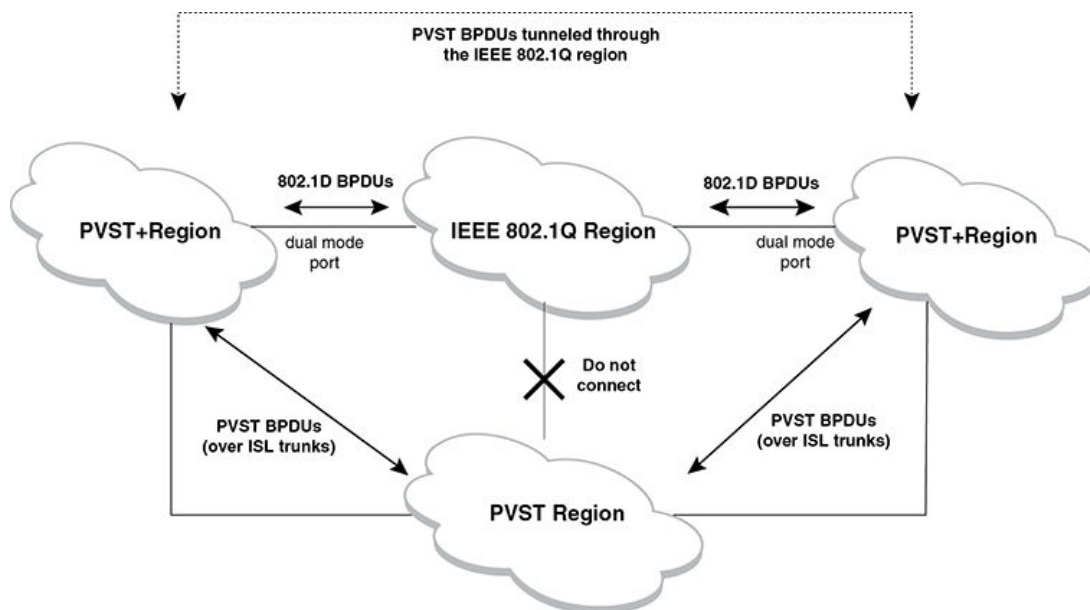 PVST BPDUs tunneled through
the IEEE 802.1Q region
802.1D BPDUs
802.1D BPDUs
PVST+Region
IEEE 802.1Q Region
PVST+Region
dual mode
port
dual mode
port
Do not
connect
PVST BPDUs
(over ISL trunks)
PVST BPDUs
(over ISL trunks)
PVST Region